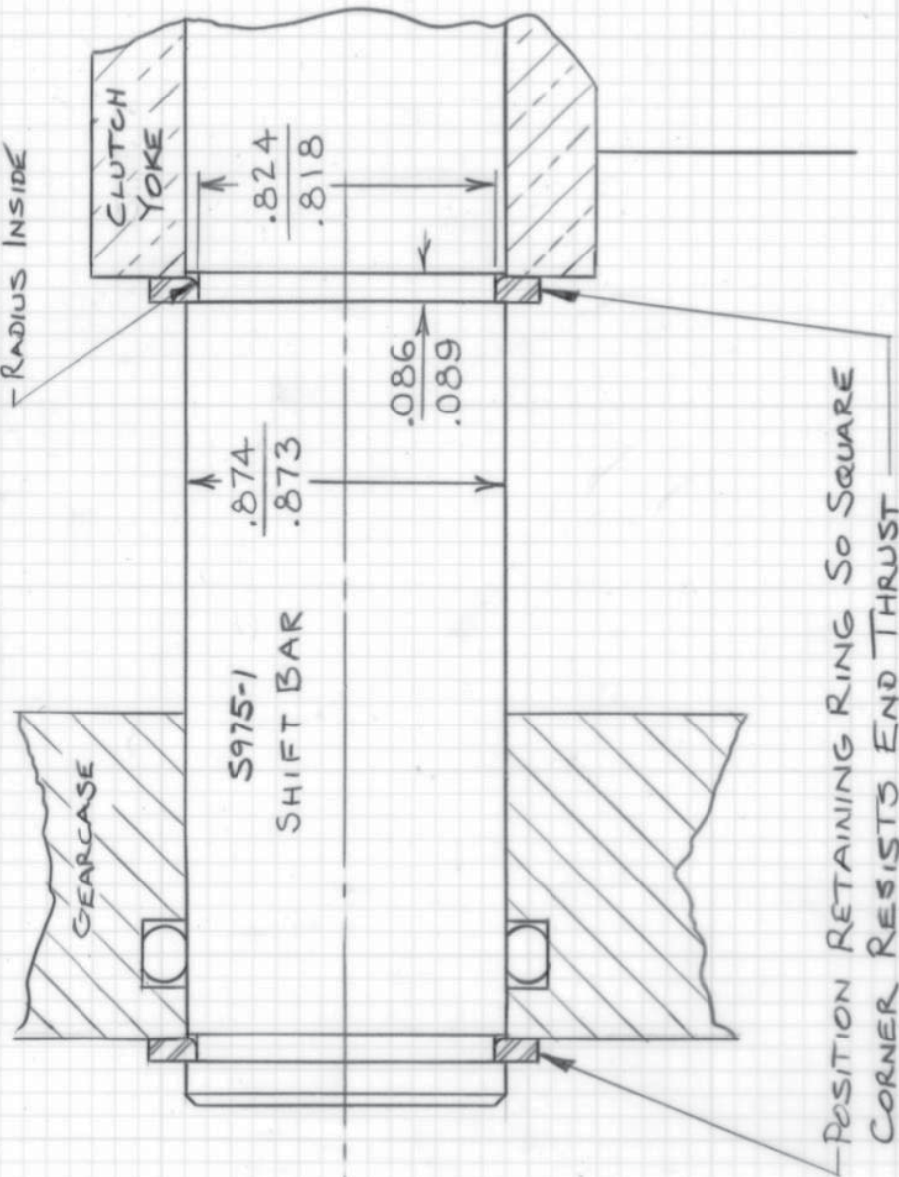 RADIUS INSIDE
CLUTCH
YOKE
.824
.818
.086
.089
.874
.873
S975-1
SHIFT BAR
GEARCASE
POSITION RETAINING RING SO SQUARE
CORNER RESISTS END THRUST